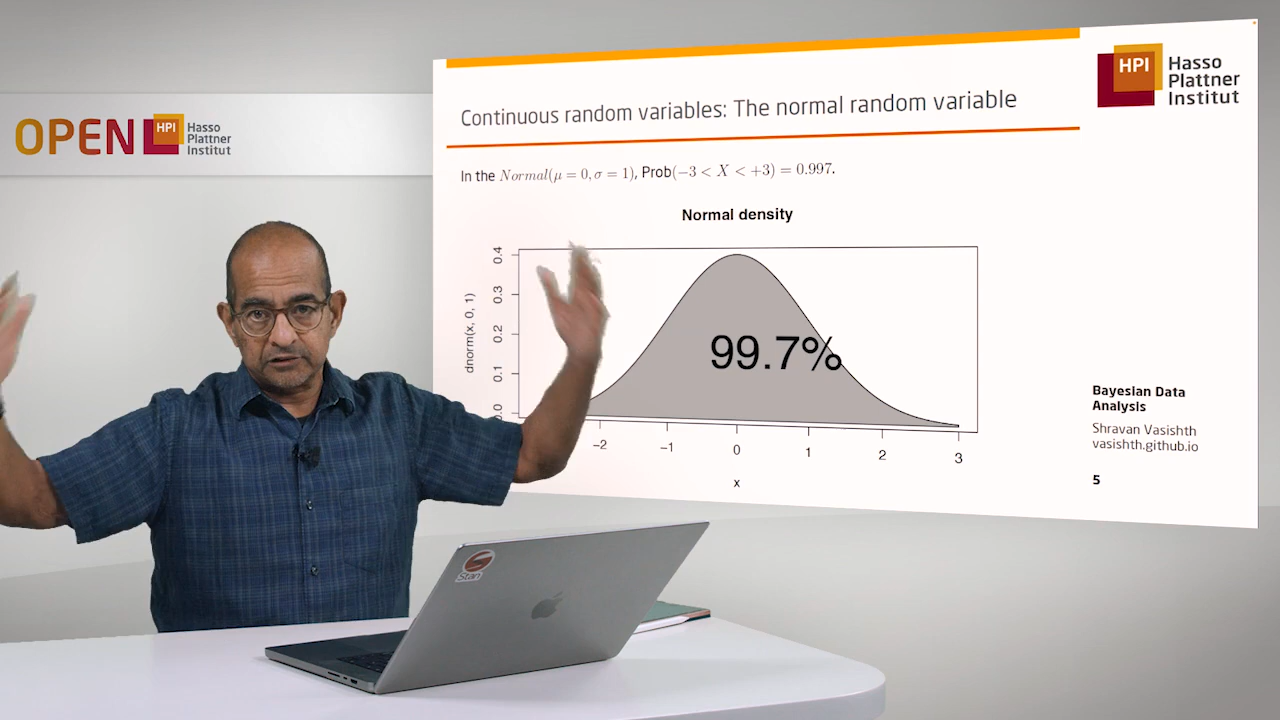 OPEN
HPI
Hasso
Plattner
Institut
Continuous random variables: The normal random variable
HPI
Hasso
Plattner
Institut
In the Normal(μ = 0, σ = 1), Prob(−3 < X < +3) = 0.997.
Normal density
dnorm(x, 0, 1)
0.0 0.1 0.2 0.3 0.4
99.7%
−2 −1 0 1 2 3
x
Bayesian Data
Analysis
Shravan Vasishth
vasishth.github.io
5
Stan